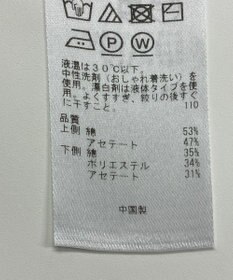 液温は30℃以下、
中性洗剤(おしゃれ着洗い)を
使用。漂白剤は液体タイプを使
用。よくすすぎ、絞りの後すぐ
に干すこと。 110
品質
上側 綿 53%
アセテート 47%
下側 綿 35%
ポリエステル 34%
アセテート 31%
中国製